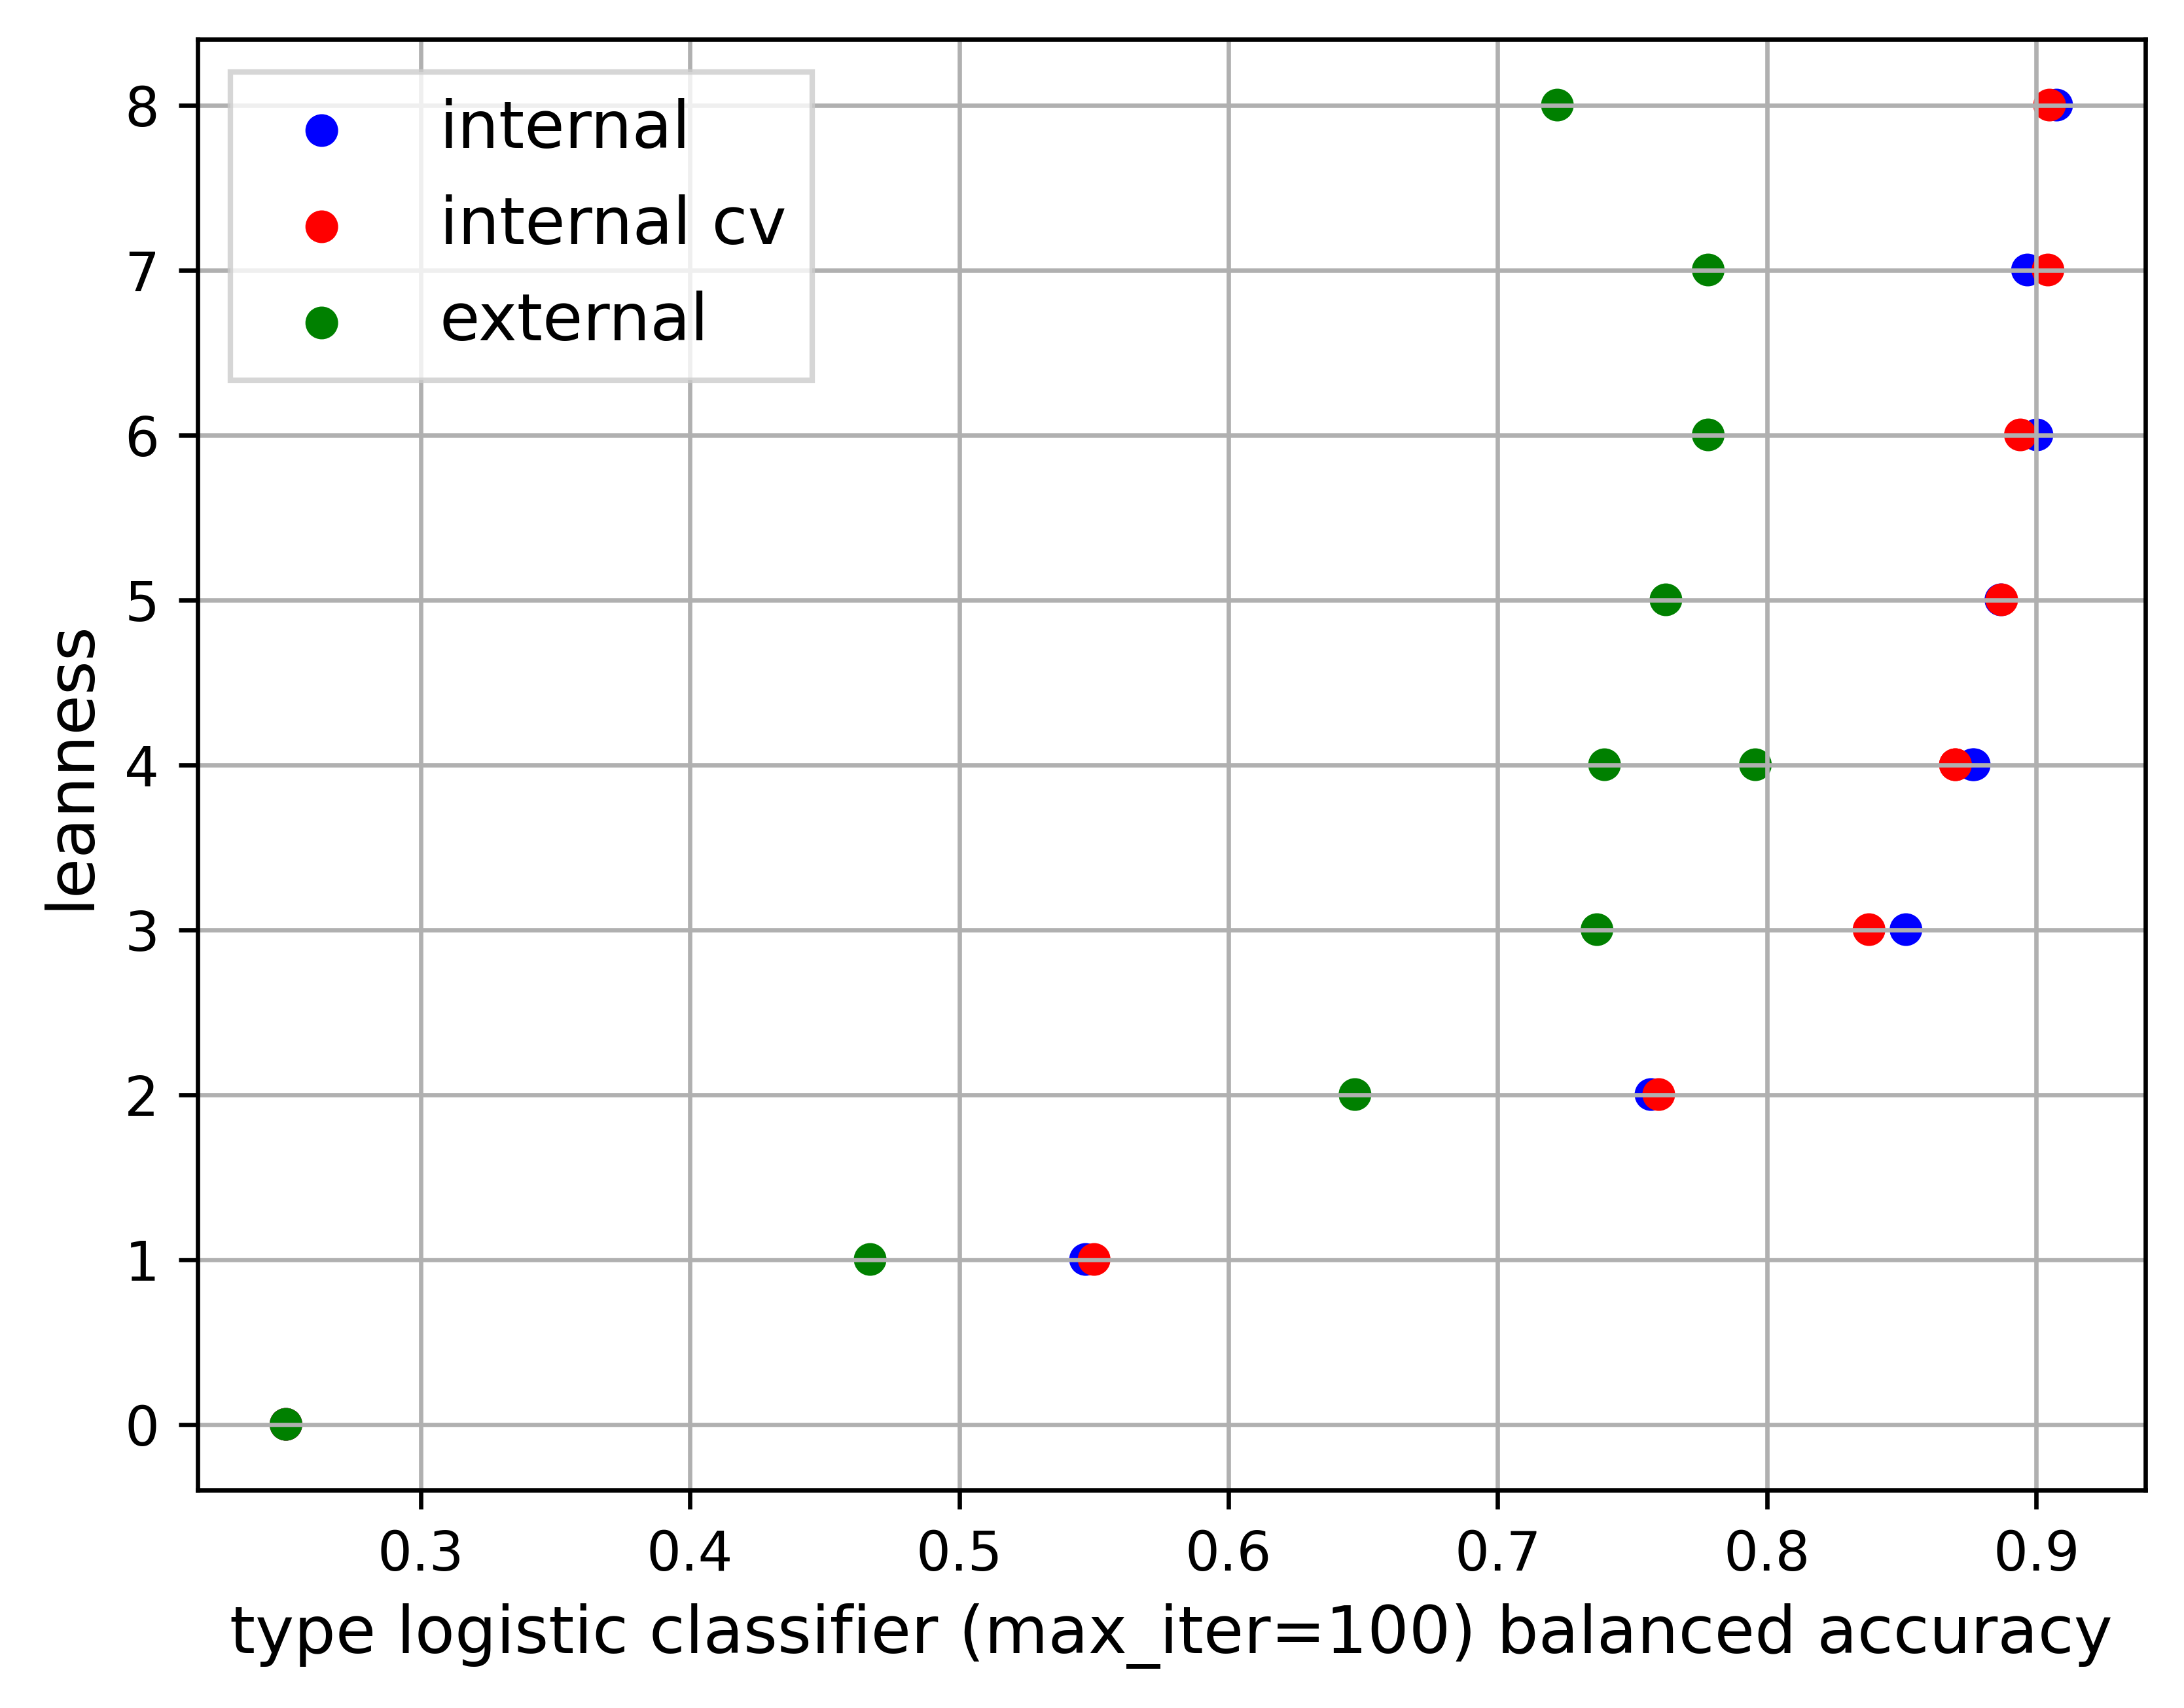 internal
internal cv
external
8
7
6
5
4
3
2
1
0
leanness
0.3 0.4 0.5 0.6 0.7 0.8 0.9
type logistic classifier (max_iter=100) balanced accuracy